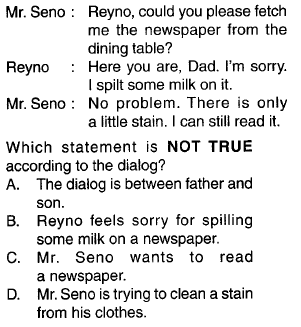 Mr. Seno : Reyno, could you please fetch
me the newspaper from the
dining table?
Reyno : Here you are, Dad. I'm sorry.
I spilt some milk on it.
Mr. Seno : No problem. There is only
a little stain. I can still read it.
Which statement is NOT TRUE
according to the dialog?
A. The dialog is between father and
son.
B. Reyno feels sorry for spilling
some milk on a newspaper.
C. Mr. Seno wants to read
a newspaper.
D. Mr. Seno is trying to clean a stain
from his clothes.